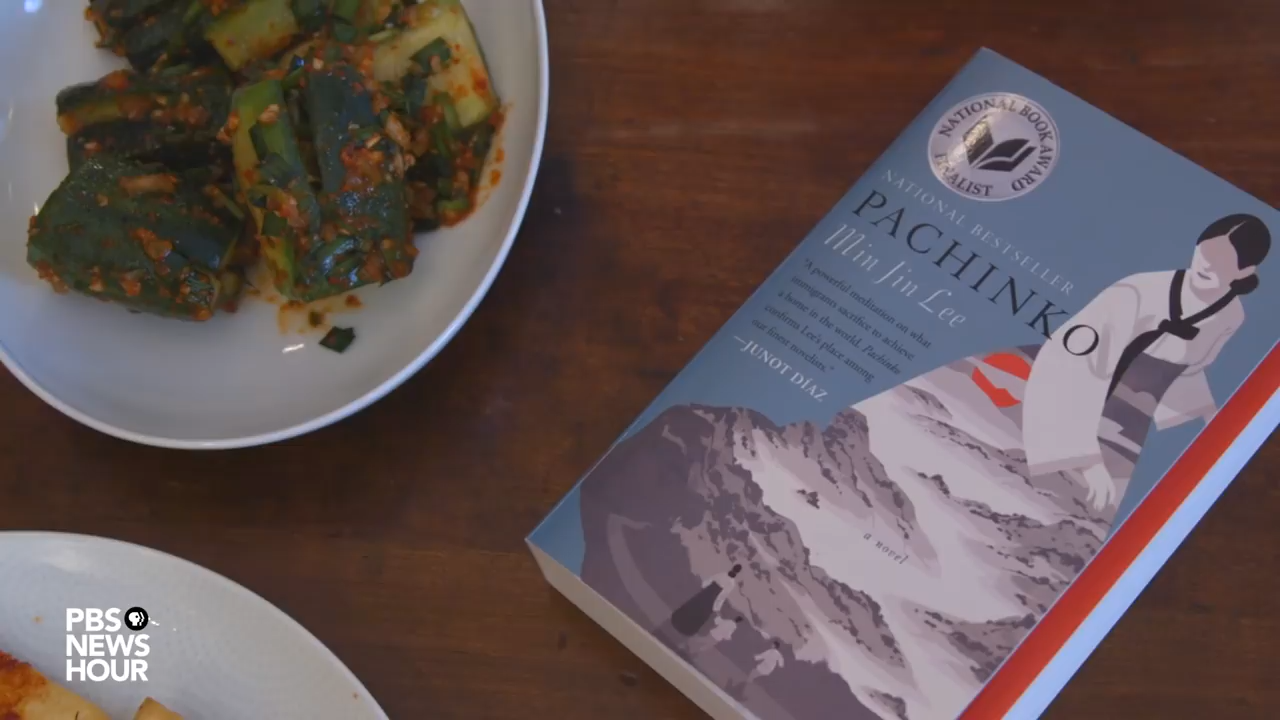 NATIONAL BOOK AWARD
FINALIST
NATIONAL BESTSELLER
PACHINKO
Min Jin Lee
"A powerful meditation on what
immigrants sacrifice to achieve
a home in the world. Pachinko
confirms Lee's place among
our finest novelists."
—JUNOT DÍAZ
a novel
PBS
NEWS
HOUR